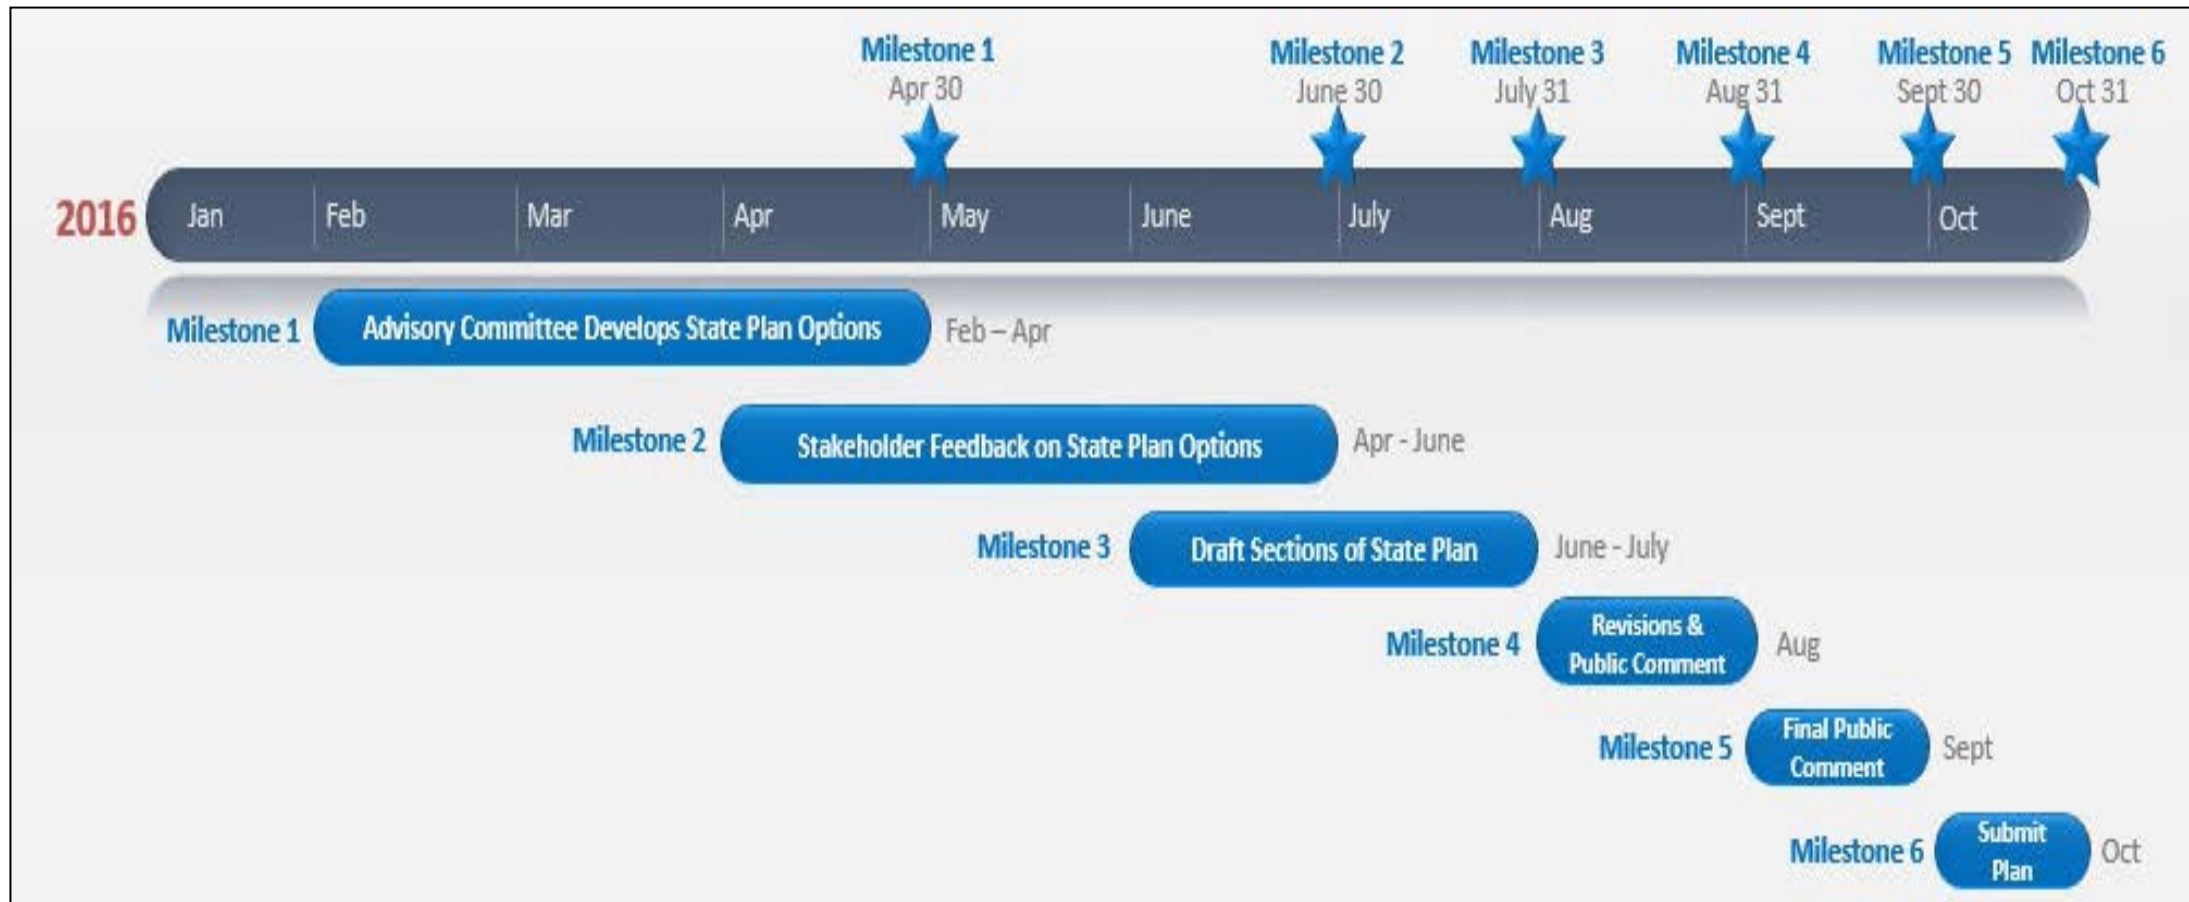 Milestone 1
Apr 30
Milestone 2
June 30
Milestone 3
July 31
Milestone 4
Aug 31
Milestone 5
Sept 30
Milestone 6
Oct 31
2016
Jan
Feb
Mar
Apr
May
June
July
Aug
Sept
Oct
Milestone 1
Advisory Committee Develops State Plan Options
Feb – Apr
Milestone 2
Stakeholder Feedback on State Plan Options
Apr - June
Milestone 3
Draft Sections of State Plan
June - July
Milestone 4
Revisions &
Public Comment
Aug
Milestone 5
Final Public
Comment
Sept
Milestone 6
Submit
Plan
Oct